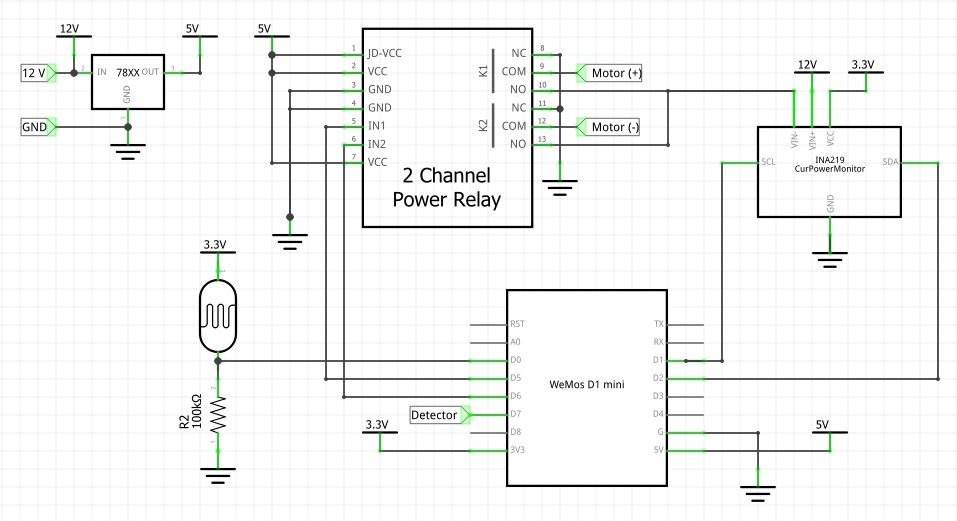 12V
5V
12 V
2
IN
78XX
OUT
3
GND
1
GND
5V
1
JD-VCC
2
VCC
3
GND
4
GND
5
IN1
6
IN2
7
VCC
K1
K2
NC
8
COM
9
NO
10
NC
11
COM
12
NO
13
2 Channel
Power Relay
Motor (+)
Motor (-)
12V
3.3V
VIN-
VIN+
VCC
INA219
CurPowerMonitor
SCL
SDA
GND
3.3V
1
R2
100kΩ
2
1
RST
A0
D0
D5
D6
D7
D8
3V3
WeMos D1 mini
TX
RX
D1
D2
D3
D4
G
5V
Detector
3.3V
5V